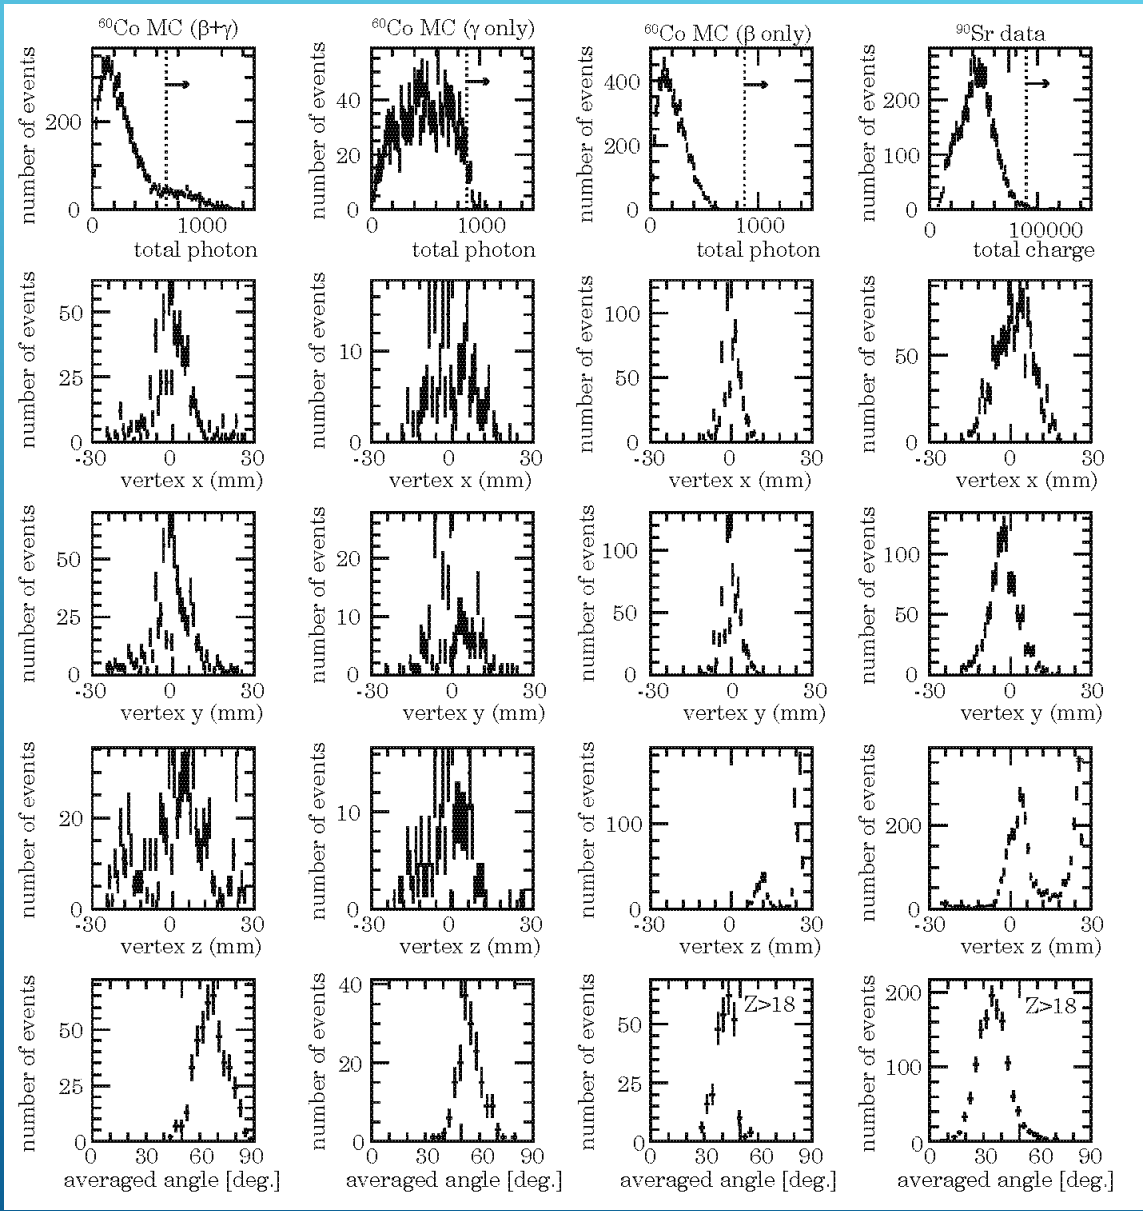 ⁶⁰Co MC (β+γ)
⁶⁰Co MC (γ only)
⁶⁰Co MC (β only)
⁹⁰Sr data
number of events
200
0
0 1000
total photon
number of events
40
20
0
0 1000
total photon
number of events
400
200
0
0 1000
total photon
number of events
200
100
0
0 100000
total charge
number of events
50
25
0
-30 0 30
vertex x (mm)
number of events
10
0
-30 0 30
vertex x (mm)
number of events
100
50
0
-30 0 30
vertex x (mm)
number of events
50
0
-30 0 30
vertex x (mm)
number of events
50
25
0
-30 0 30
vertex y (mm)
number of events
20
10
0
-30 0 30
vertex y (mm)
number of events
100
50
0
-30 0 30
vertex y (mm)
number of events
100
50
0
-30 0 30
vertex y (mm)
number of events
20
0
-30 0 30
vertex z (mm)
number of events
10
0
-30 0 30
vertex z (mm)
number of events
100
0
-30 0 30
vertex z (mm)
number of events
200
0
-30 0 30
vertex z (mm)
number of events
50
25
0
0 30 60 90
averaged angle [deg.]
number of events
40
20
0
0 30 60 90
averaged angle [deg.]
number of events
Z>18
50
25
0
0 30 60 90
averaged angle [deg.]
number of events
Z>18
200
100
0
0 30 60 90
averaged angle [deg.]